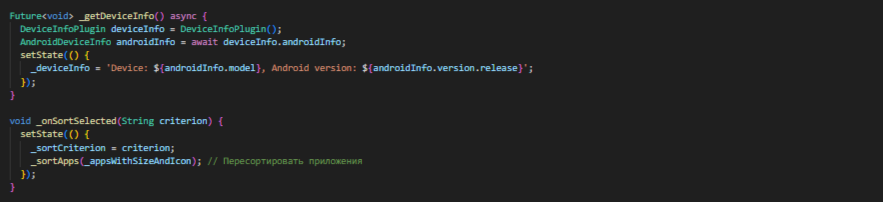 Future<void> _getDeviceInfo() async {
  DeviceInfoPlugin deviceInfo = DeviceInfoPlugin();
  AndroidDeviceInfo androidInfo = await deviceInfo.androidInfo;
  setState(() {
    _deviceInfo = 'Device: ${androidInfo.model}, Android version: ${androidInfo.version.release}';
  });
}

void _onSortSelected(String criterion) {
  setState(() {
    _sortCriterion = criterion;
    _sortApps(_appsWithSizeAndIcon); // Пересортировать приложения
  });
}